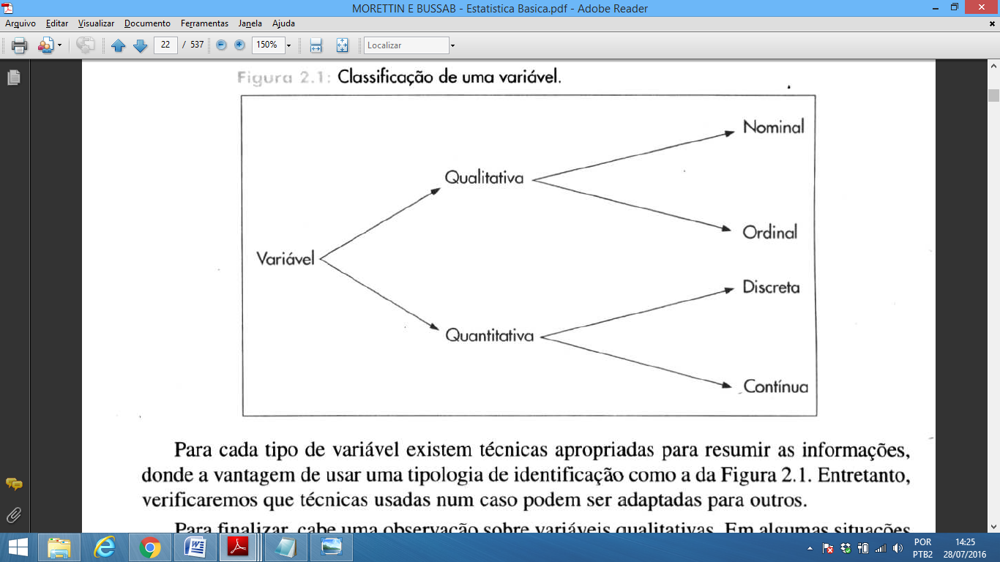 MORETTIN E BUSSAB - Estatistica Basica.pdf - Adobe Reader
Arquivo Editar Visualizar Documento Ferramentas Janela Ajuda
22 / 537 150% Localizar
Figura 2.1: Classificação de uma variável.
Nominal
Qualitativa
Ordinal
Variável
Discreta
Quantitativa
Contínua
Para cada tipo de variável existem técnicas apropriadas para resumir as informações,
donde a vantagem de usar uma tipologia de identificação como a da Figura 2.1. Entretanto,
verificaremos que técnicas usadas num caso podem ser adaptadas para outros.
Para finalizar, cabe uma observação sobre variáveis qualitativas. Em algumas situações
POR 14:25
PTB2 28/07/2016